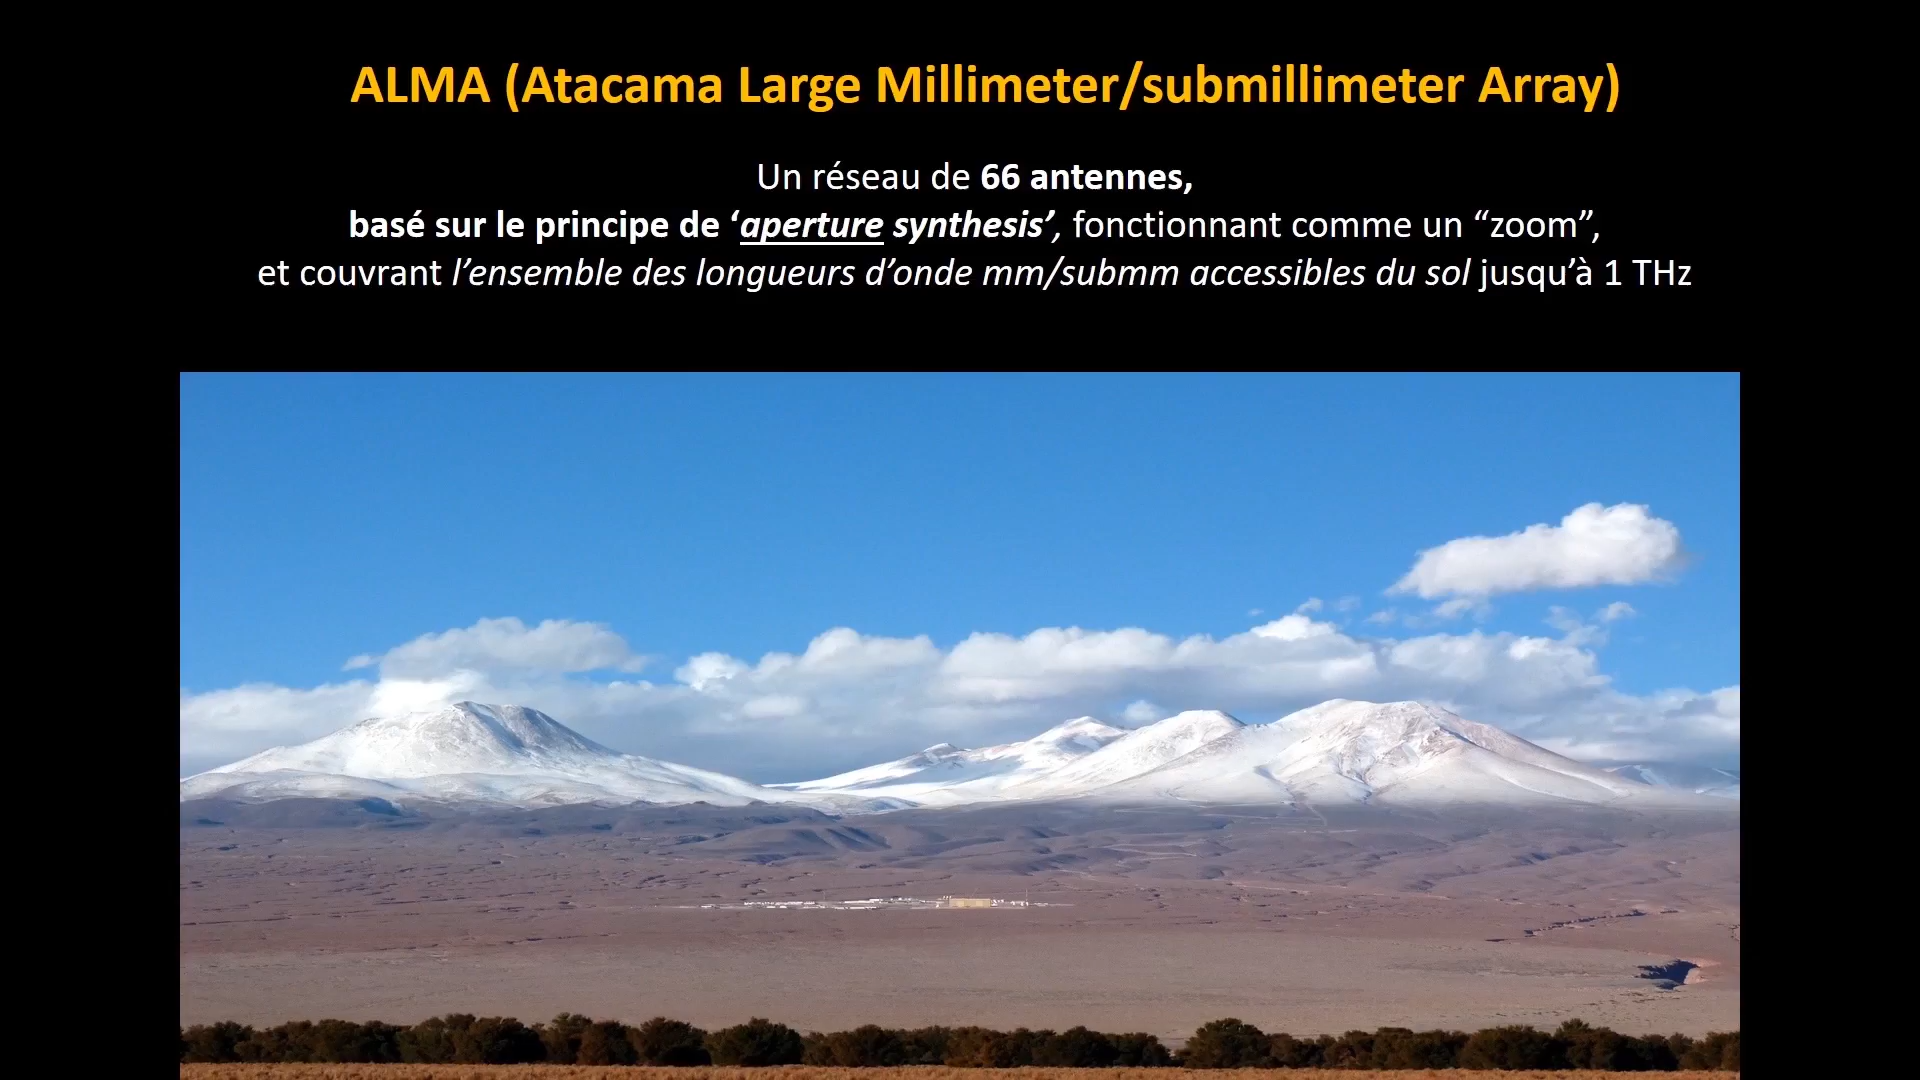 ALMA (Atacama Large Millimeter/submillimeter Array)
Un réseau de 66 antennes,
basé sur le principe de ‘aperture synthesis’, fonctionnant comme un “zoom”,
et couvrant l’ensemble des longueurs d’onde mm/submm accessibles du sol jusqu’à 1 THz